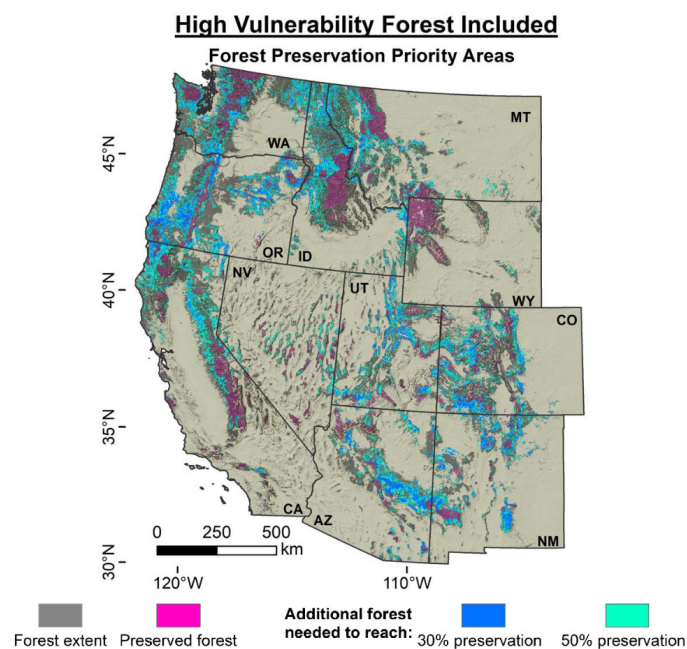 High Vulnerability Forest Included
Forest Preservation Priority Areas
MT
45°N
WA
OR
ID
NV
UT
WY
CO
40°N
35°N
CA
AZ
NM
30°N
0 250 500
km
120°W 110°W
Forest extent
Preserved forest
Additional forest
needed to reach:
30% preservation
50% preservation